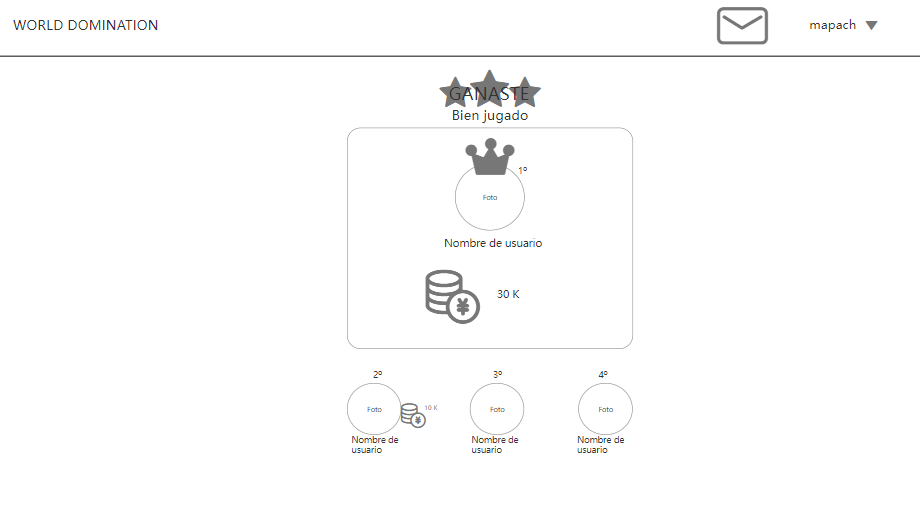 WORLD DOMINATION
mapach
GANASTE
Bien jugado
1º
Foto
Nombre de usuario
¥
30 K
2º
3º
4º
Foto
¥
10 K
Foto
Foto
Nombre de
usuario
Nombre de
usuario
Nombre de
usuario